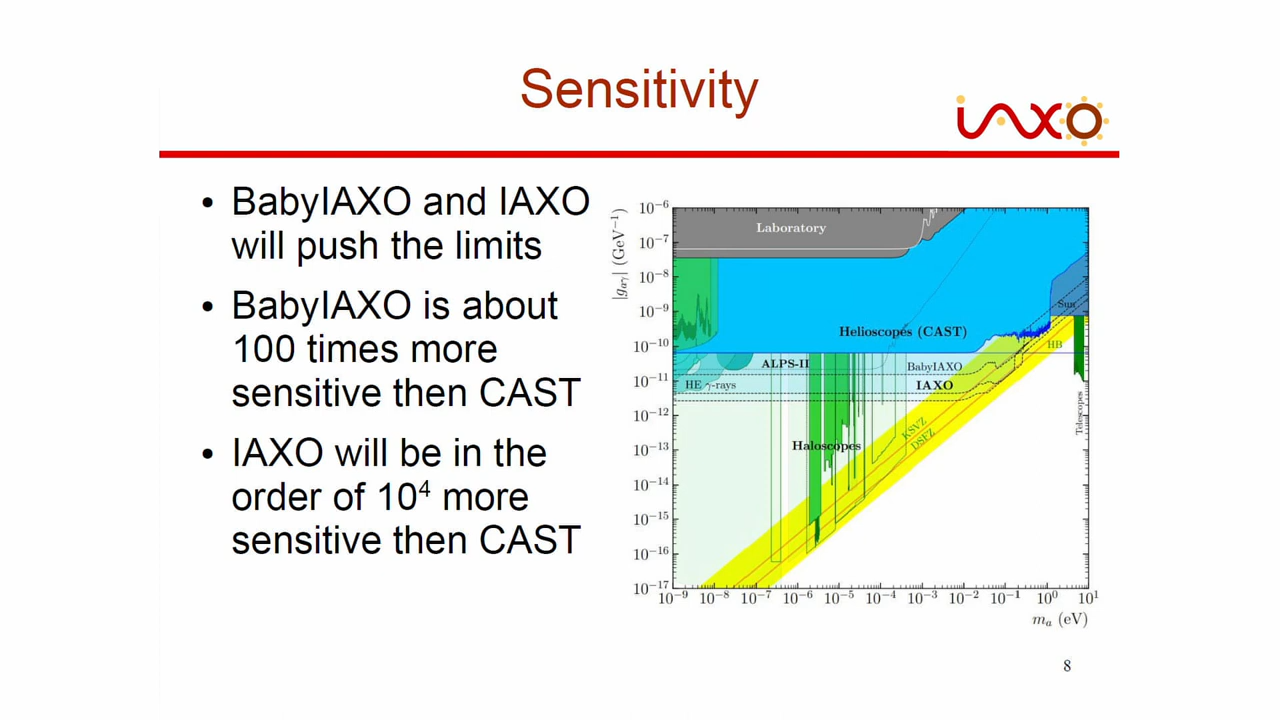 Sensitivity
iAXO
• BabyIAXO and IAXO
will push the limits
• BabyIAXO is about
100 times more
sensitive then CAST
• IAXO will be in the
order of 10⁴ more
sensitive then CAST
|g_aγ| (GeV⁻¹)
10⁻⁶
10⁻⁷
10⁻⁸
10⁻⁹
10⁻¹⁰
10⁻¹¹
10⁻¹²
10⁻¹³
10⁻¹⁴
10⁻¹⁵
10⁻¹⁶
10⁻¹⁷
Laboratory
Sun
Helioscopes (CAST)
HB
ALPS-II
BabyIAXO
HE γ-rays
IAXO
Telescopes
KSVZ
DSFZ
Haloscopes
10⁻⁹ 10⁻⁸ 10⁻⁷ 10⁻⁶ 10⁻⁵ 10⁻⁴ 10⁻³ 10⁻² 10⁻¹ 10⁰ 10¹
mₐ (eV)
8